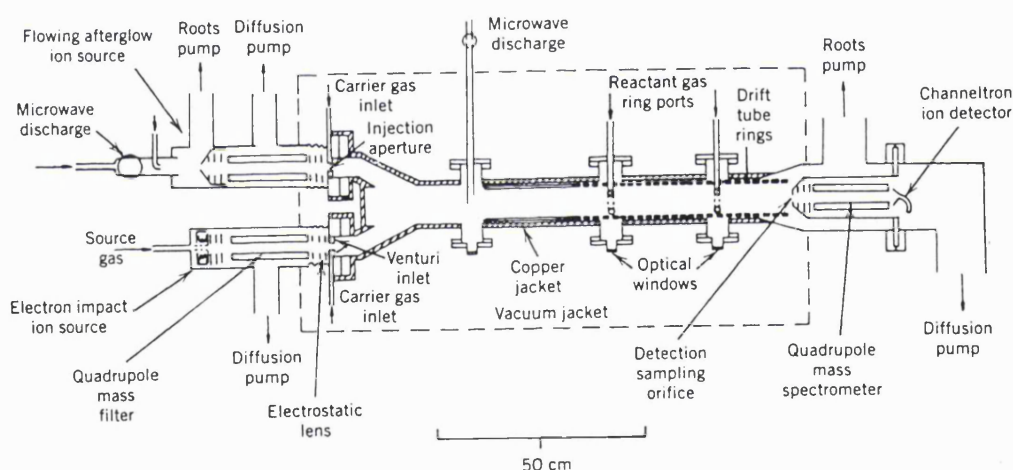 Flowing afterglow
ion source
Roots
pump
Diffusion
pump
Microwave
discharge
Roots
pump
Microwave
discharge
Carrier gas
inlet
Injection
aperture
Reactant gas
ring ports
Drift
tube
rings
Channeltron
ion detector
Source
gas
Venturi
inlet
Electron impact
ion source
Carrier gas
inlet
Copper
jacket
Optical
windows
Vacuum jacket
Quadrupole
mass
filter
Diffusion
pump
Electrostatic
lens
Detection
sampling
orifice
Quadrupole
mass
spectrometer
Diffusion
pump
50 cm